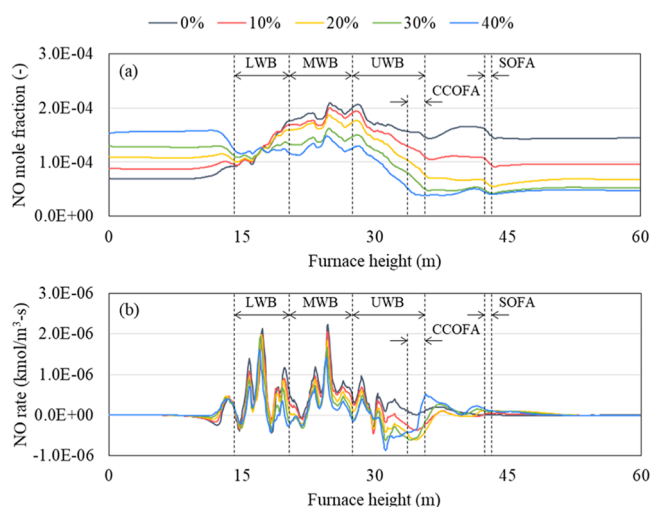 0% 10% 20% 30% 40%
3.0E-04
2.0E-04
1.0E-04
0.0E+00
NO mole fraction (-)
(a)
LWB MWB UWB SOFA
CCOFA
0 15 30 45 60
Furnace height (m)
3.0E-06
2.0E-06
1.0E-06
0.0E+00
-1.0E-06
NO rate (kmol/m³-s)
(b)
LWB MWB UWB SOFA
CCOFA
0 15 30 45 60
Furnace height (m)